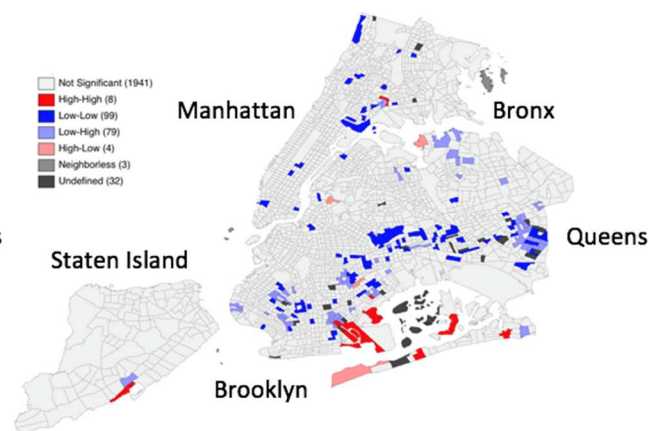 Not Significant (1941)
High-High (8)
Low-Low (99)
Low-High (79)
High-Low (4)
Neighborless (3)
Undefined (32)
Manhattan
Bronx
s
Queens
Staten Island
Brooklyn